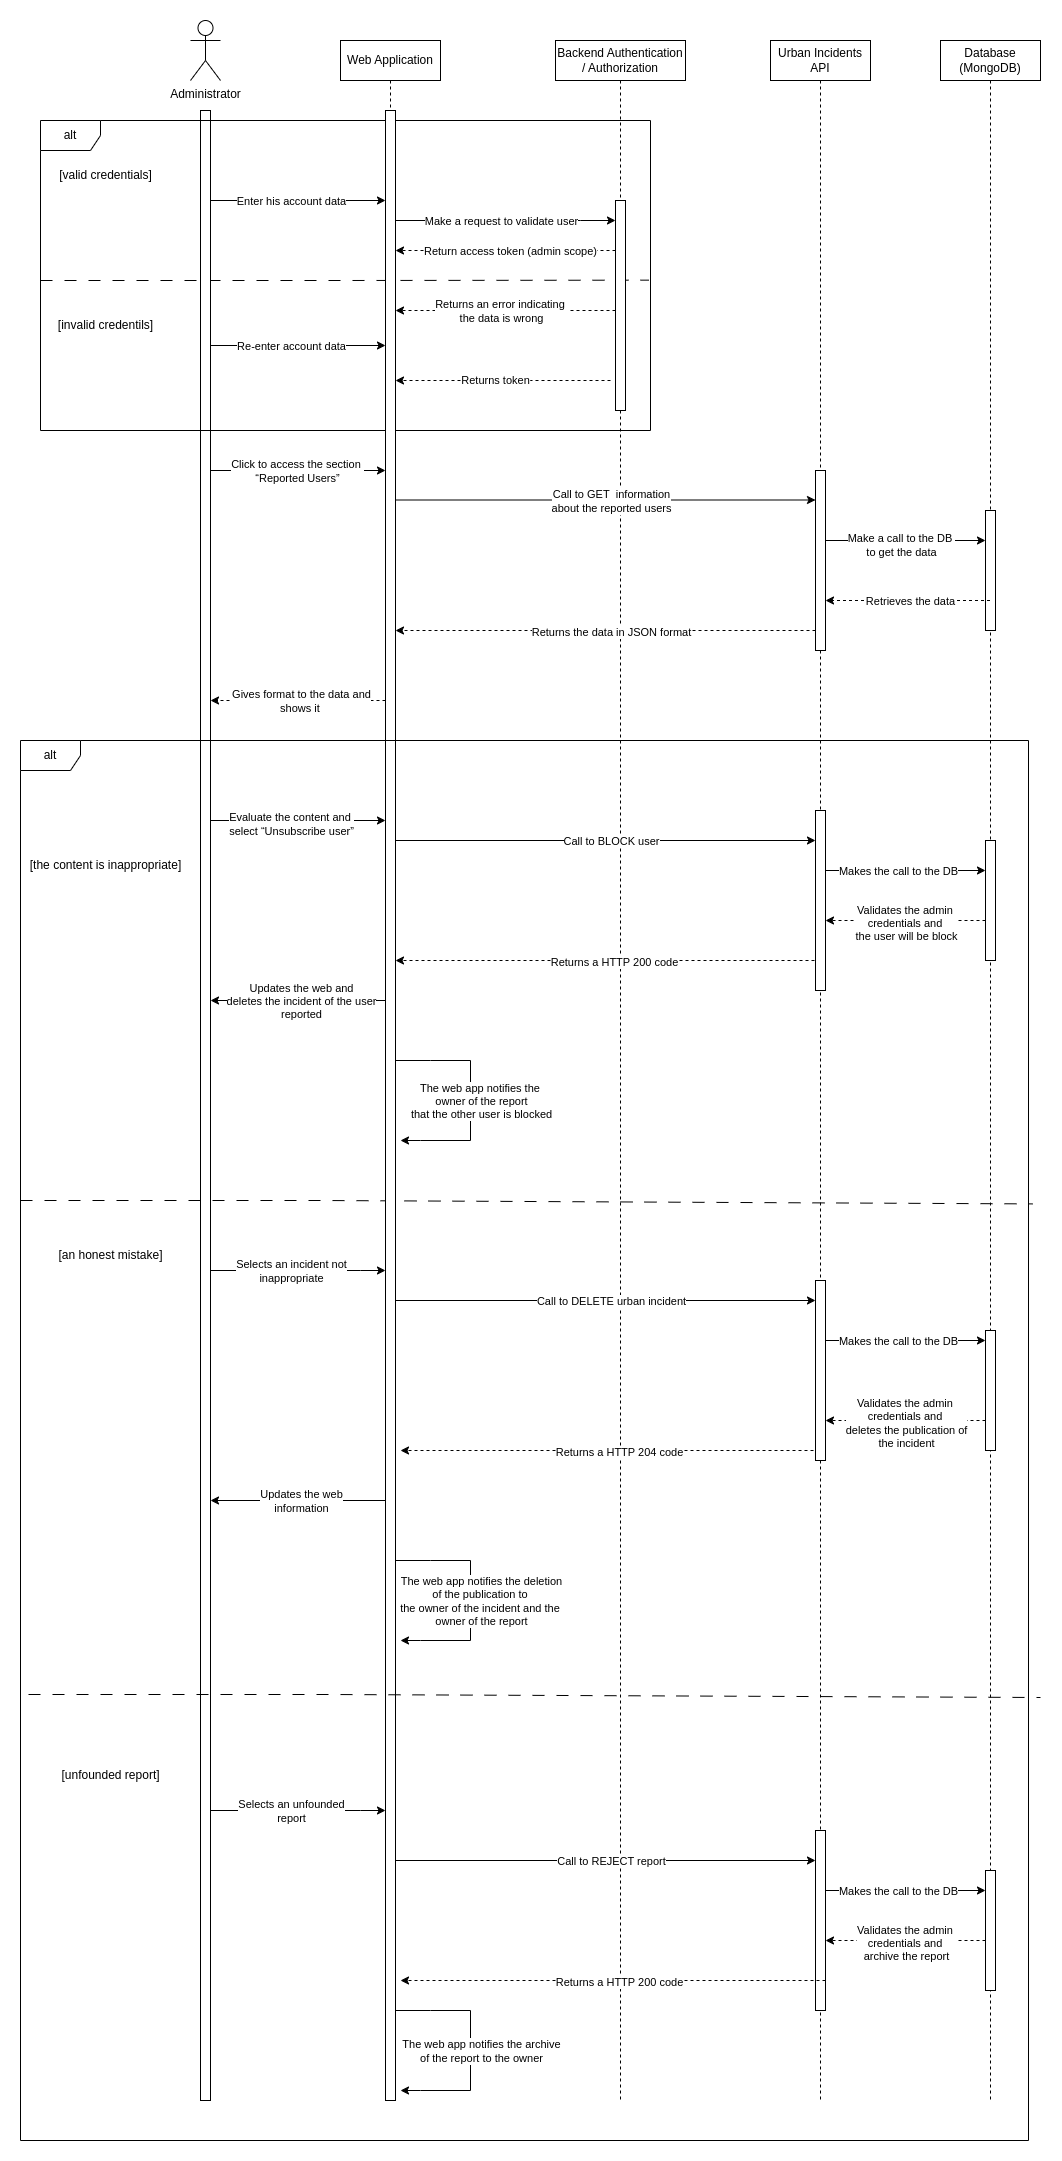 Administrator
Web Application
Backend Authentication
/ Authorization
Urban Incidents
API
Database
(MongoDB)
alt
[valid credentials]
Enter his account data
Make a request to validate user
Return access token (admin scope)
[invalid credentils]
Returns an error indicating
the data is wrong
Re-enter account data
Returns token
Click to access the section
“Reported Users”
Call to GET  information
about the reported users
Make a call to the DB
to get the data
Retrieves the data
Returns the data in JSON format
Gives format to the data and
shows it
alt
Evaluate the content and
select “Unsubscribe user”
Call to BLOCK user
[the content is inappropriate]
Makes the call to the DB
Validates the admin
credentials and
the user will be block
Returns a HTTP 200 code
Updates the web and
deletes the incident of the user
reported
The web app notifies the
owner of the report
that the other user is blocked
[an honest mistake]
Selects an incident not
inappropriate
Call to DELETE urban incident
Makes the call to the DB
Validates the admin
credentials and
deletes the publication of
the incident
Returns a HTTP 204 code
Updates the web
information
The web app notifies the deletion
of the publication to
the owner of the incident and the
owner of the report
[unfounded report]
Selects an unfounded
report
Call to REJECT report
Makes the call to the DB
Validates the admin
credentials and
archive the report
Returns a HTTP 200 code
The web app notifies the archive
of the report to the owner